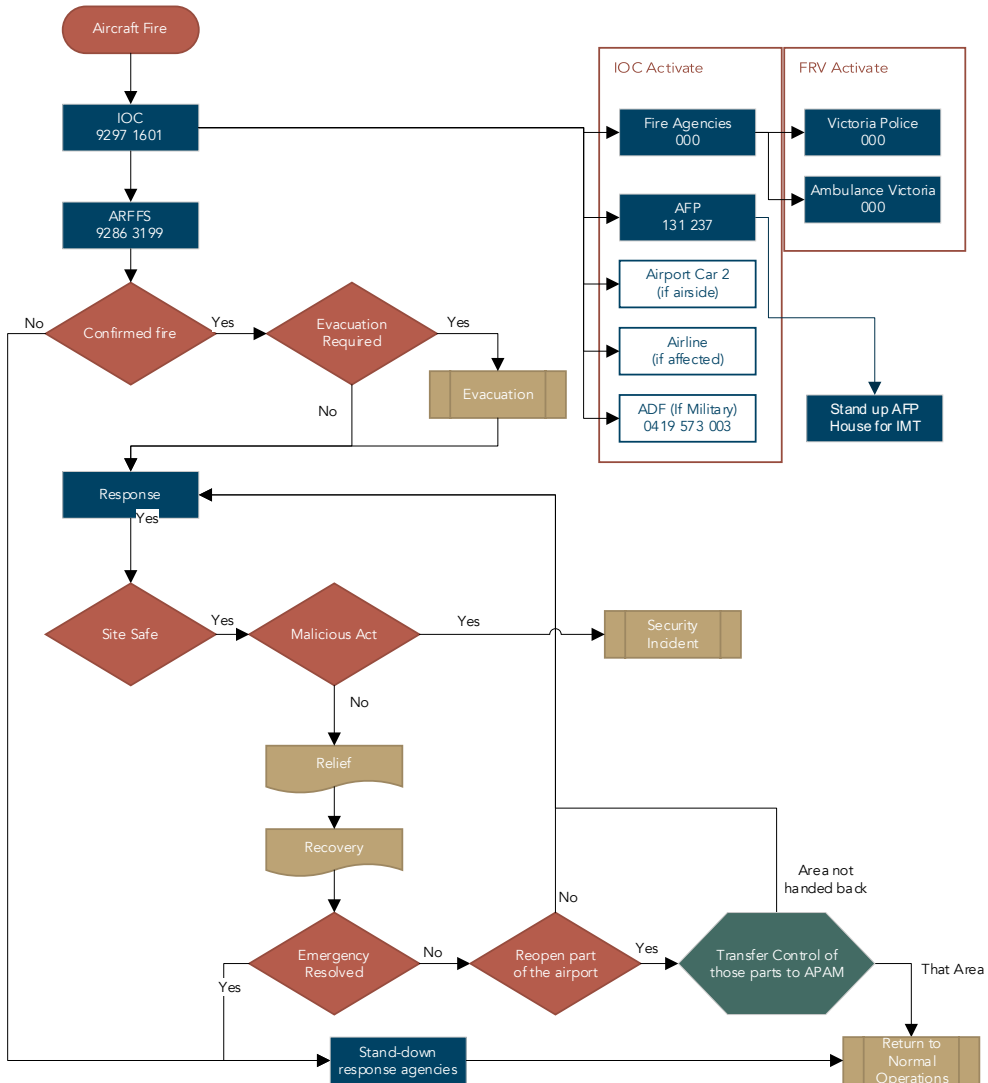 Aircraft Fire
IOC
9297 1601
ARFFS
9286 3199
IOC Activate
Fire Agencies
000
AFP
131 237
Airport Car 2
(if airside)
Airline
(if affected)
ADF (If Military)
0419 573 003
FRV Activate
Victoria Police
000
Ambulance Victoria
000
Stand up AFP
House for IMT
No
Confirmed fire
Yes
Evacuation
Required
Yes
Evacuation
No
Response
Yes
Site Safe
Yes
Malicious Act
Yes
Security
Incident
No
Relief
Recovery
Emergency
Resolved
Yes
No
Reopen part
of the airport
No
Yes
Transfer Control of
those parts to APAM
Area not
handed back
That Area
Stand-down
response agencies
Return to
Normal
Operations